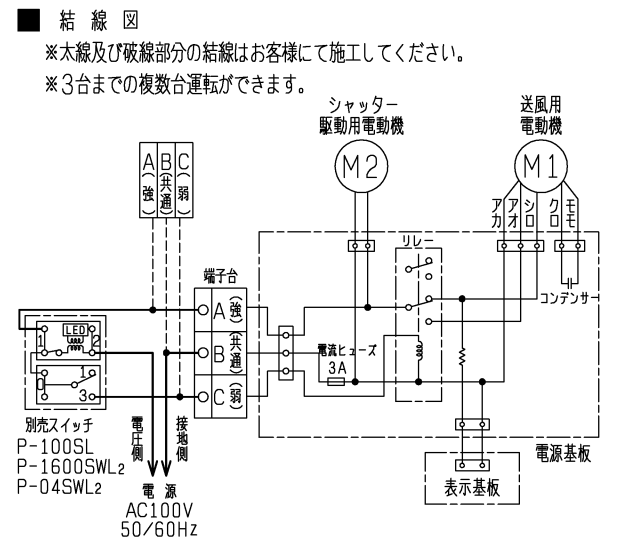 ■ 結線図
※太線及び破線部分の結線はお客様にて施工してください。
※3台までの複数台運転ができます。
シャッター
駆動用電動機
送風用
電動機
M2
M1
A（強）
B（共通）
C（弱）
アカ
アオ
シロ
クロ
モモ
リレー
端子台
コンデンサー
A（強）
B（共通）
C（弱）
LED
1
2
0
1
3
電流ヒューズ
3A
別売スイッチ
P-100SL
P-1600SWL2
P-04SWL2
電圧側
接地側
電源
AC100V
50/60Hz
電源基板
表示基板